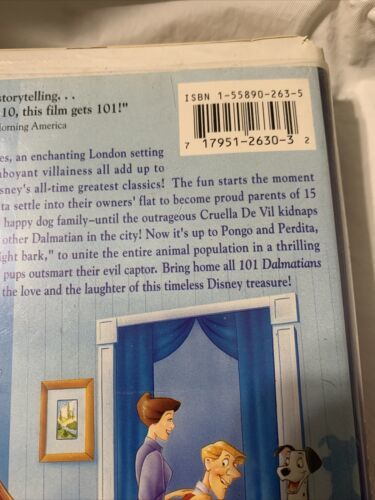 storytelling. . .
10, this film gets 101!"
Morning America
ISBN 1-55890-263-5
7 17951-2630-3 2
es, an enchanting London setting
nboyant villainess all add up to
sney's all-time greatest classics! The fun starts the moment
ta settle into their owners' flat to become proud parents of 15
happy dog family–until the outrageous Cruella De Vil kidnaps
other Dalmatian in the city! Now it's up to Pongo and Perdita,
ght bark," to unite the entire animal population in a thrilling
pups outsmart their evil captor. Bring home all 101 Dalmatians
the love and the laughter of this timeless Disney treasure!